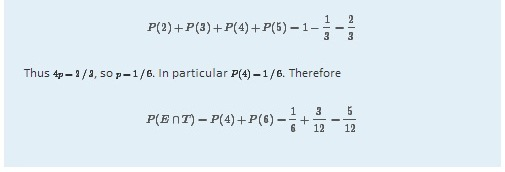 P(2) + P(3) + P(4) + P(5) = 1 - 1/3 = 2/3
Thus 4p = 2/3, so p = 1/6. In particular P(4) = 1/6. Therefore
P(E ∩ T) = P(4) + P(6) = 1/6 + 3/12 = 5/12